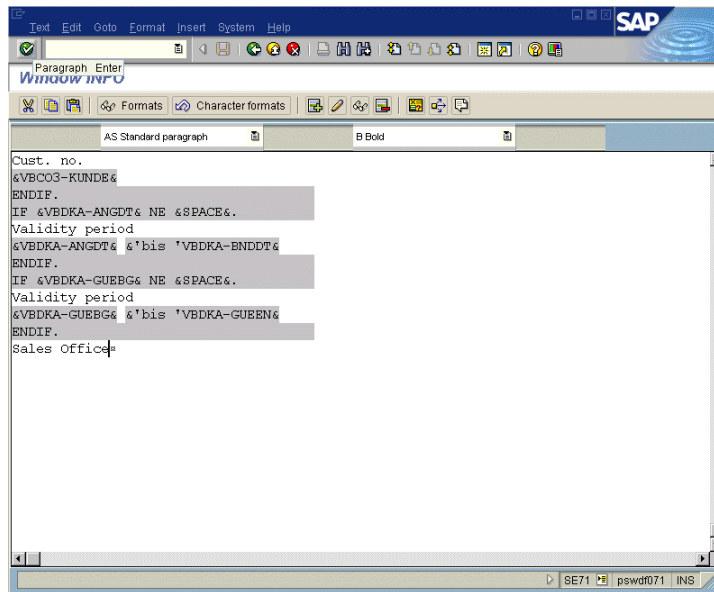 Text Edit Goto Format Insert System Help
SAP
Paragraph Enter
Window INFO
Formats Character formats
AS Standard paragraph B Bold
Cust. no.
&VBCO3-KUNDE&
ENDIF.
IF &VBDKA-ANGDT& NE &SPACE&.
Validity period
&VBDKA-ANGDT& &'bis 'VBDKA-BNDDT&
ENDIF.
IF &VBDKA-GUEBG& NE &SPACE&.
Validity period
&VBDKA-GUEBG& &'bis 'VBDKA-GUEEN&
ENDIF.
Sales Office
SE71 pswdf071 INS